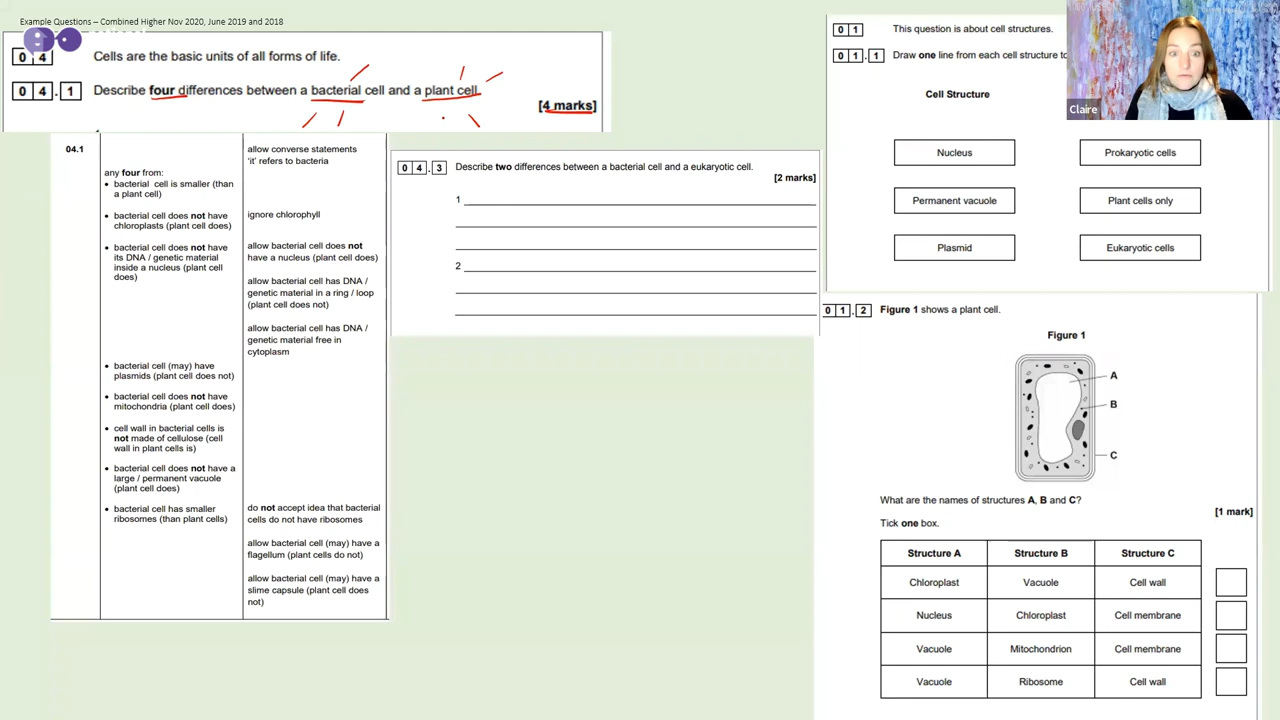 Example Questions – Combined Higher Nov 2020, June 2019 and 2018
0 4
Cells are the basic units of all forms of life.
0 4 . 1
Describe four differences between a bacterial cell and a plant cell.
[4 marks]
04.1
any four from:
• bacterial cell is smaller (than
a plant cell)
• bacterial cell does not have
chloroplasts (plant cell does)
• bacterial cell does not have
its DNA / genetic material
inside a nucleus (plant cell
does)
• bacterial cell (may) have
plasmids (plant cell does not)
• bacterial cell does not have
mitochondria (plant cell does)
• cell wall in bacterial cells is
not made of cellulose (cell
wall in plant cells is)
• bacterial cell does not have a
large / permanent vacuole
(plant cell does)
• bacterial cell has smaller
ribosomes (than plant cells)
allow converse statements
‘it’ refers to bacteria
ignore chlorophyll
allow bacterial cell does not
have a nucleus (plant cell does)
allow bacterial cell has DNA /
genetic material in a ring / loop
(plant cell does not)
allow bacterial cell has DNA /
genetic material free in
cytoplasm
do not accept idea that bacterial
cells do not have ribosomes
allow bacterial cell (may) have a
flagellum (plant cells do not)
allow bacterial cell (may) have a
slime capsule (plant cell does
not)
0 4 . 3
Describe two differences between a bacterial cell and a eukaryotic cell.
[2 marks]
1
2
0 1
This question is about cell structures.
0 1 . 1
Draw one line from each cell structure to
Claire
Cell Structure
Nucleus
Prokaryotic cells
Permanent vacuole
Plant cells only
Plasmid
Eukaryotic cells
0 1 . 2
Figure 1 shows a plant cell.
Figure 1
A
B
C
What are the names of structures A, B and C?
[1 mark]
Tick one box.
Structure A Structure B Structure C
Chloroplast Vacuole Cell wall
Nucleus Chloroplast Cell membrane
Vacuole Mitochondrion Cell membrane
Vacuole Ribosome Cell wall